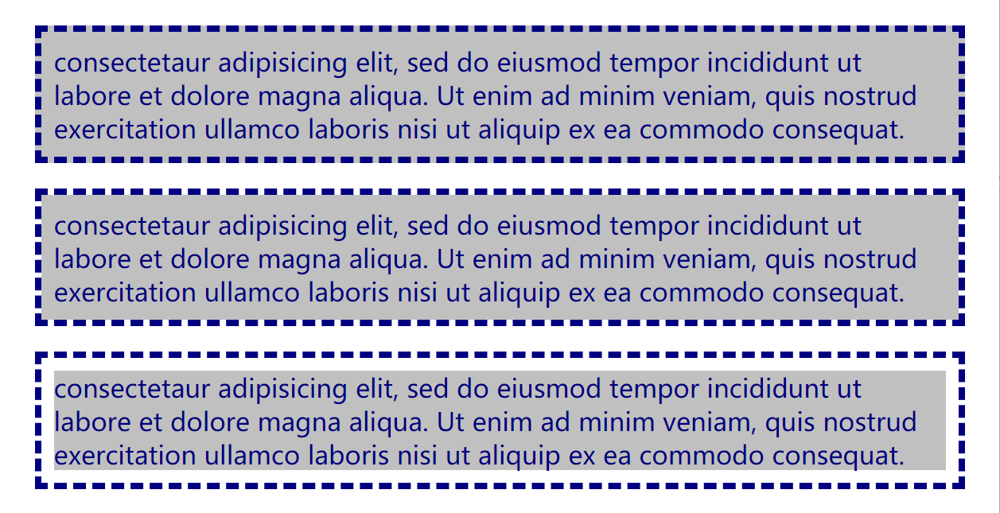 consectetaur adipisicing elit, sed do eiusmod tempor incididunt ut
labore et dolore magna aliqua. Ut enim ad minim veniam, quis nostrud
exercitation ullamco laboris nisi ut aliquip ex ea commodo consequat.
consectetaur adipisicing elit, sed do eiusmod tempor incididunt ut
labore et dolore magna aliqua. Ut enim ad minim veniam, quis nostrud
exercitation ullamco laboris nisi ut aliquip ex ea commodo consequat.
consectetaur adipisicing elit, sed do eiusmod tempor incididunt ut
labore et dolore magna aliqua. Ut enim ad minim veniam, quis nostrud
exercitation ullamco laboris nisi ut aliquip ex ea commodo consequat.